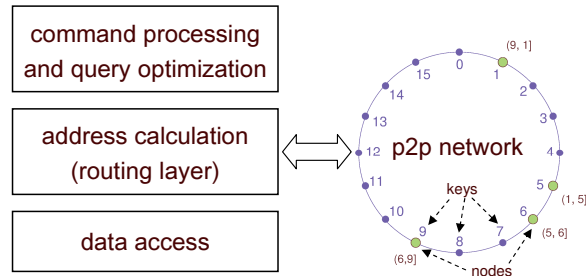 command processing
and query optimization
address calculation
(routing layer)
data access
p2p network
(9, 1]
0
1
2
3
4
5
(1, 5]
6
(5, 6]
7
8
9
(6,9]
10
11
12
13
14
15
keys
nodes